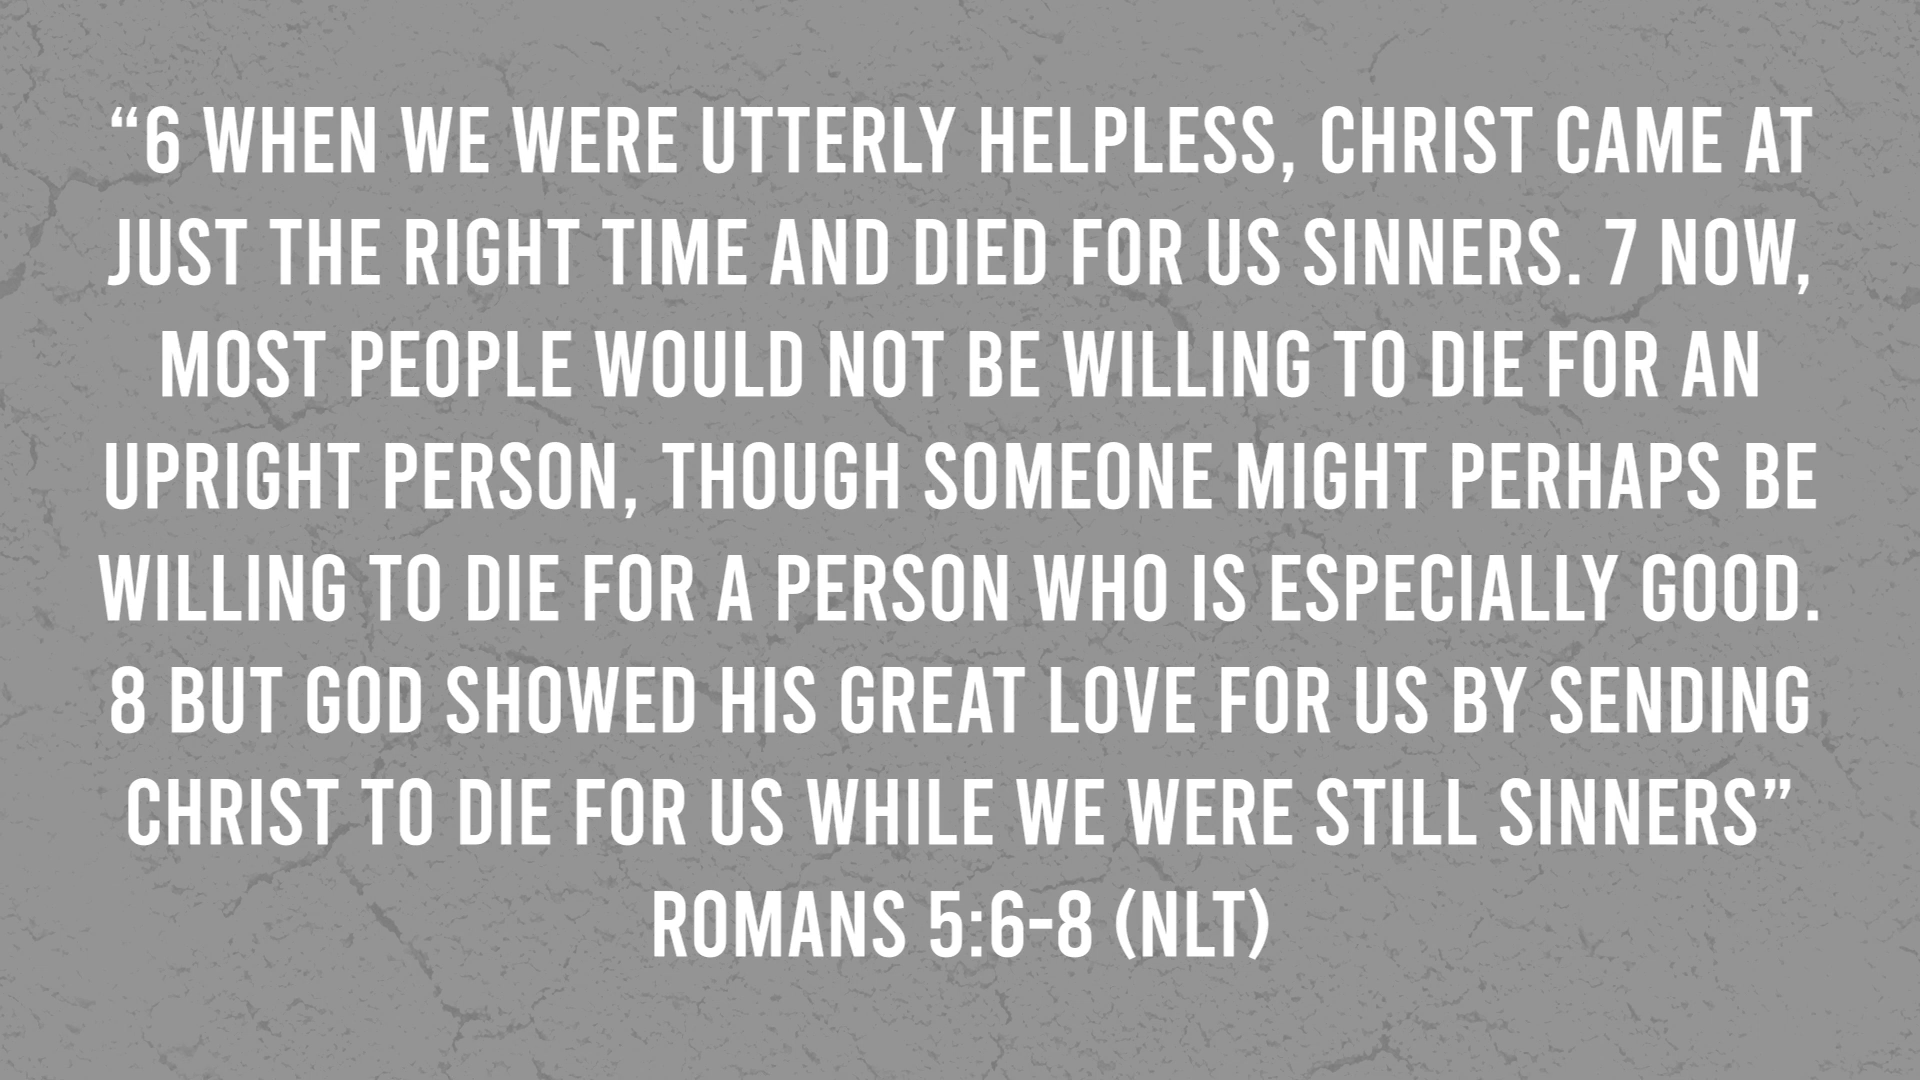 “6 WHEN WE WERE UTTERLY HELPLESS, CHRIST CAME AT
JUST THE RIGHT TIME AND DIED FOR US SINNERS. 7 NOW,
MOST PEOPLE WOULD NOT BE WILLING TO DIE FOR AN
UPRIGHT PERSON, THOUGH SOMEONE MIGHT PERHAPS BE
WILLING TO DIE FOR A PERSON WHO IS ESPECIALLY GOOD.
8 BUT GOD SHOWED HIS GREAT LOVE FOR US BY SENDING
CHRIST TO DIE FOR US WHILE WE WERE STILL SINNERS”
ROMANS 5:6-8 (NLT)